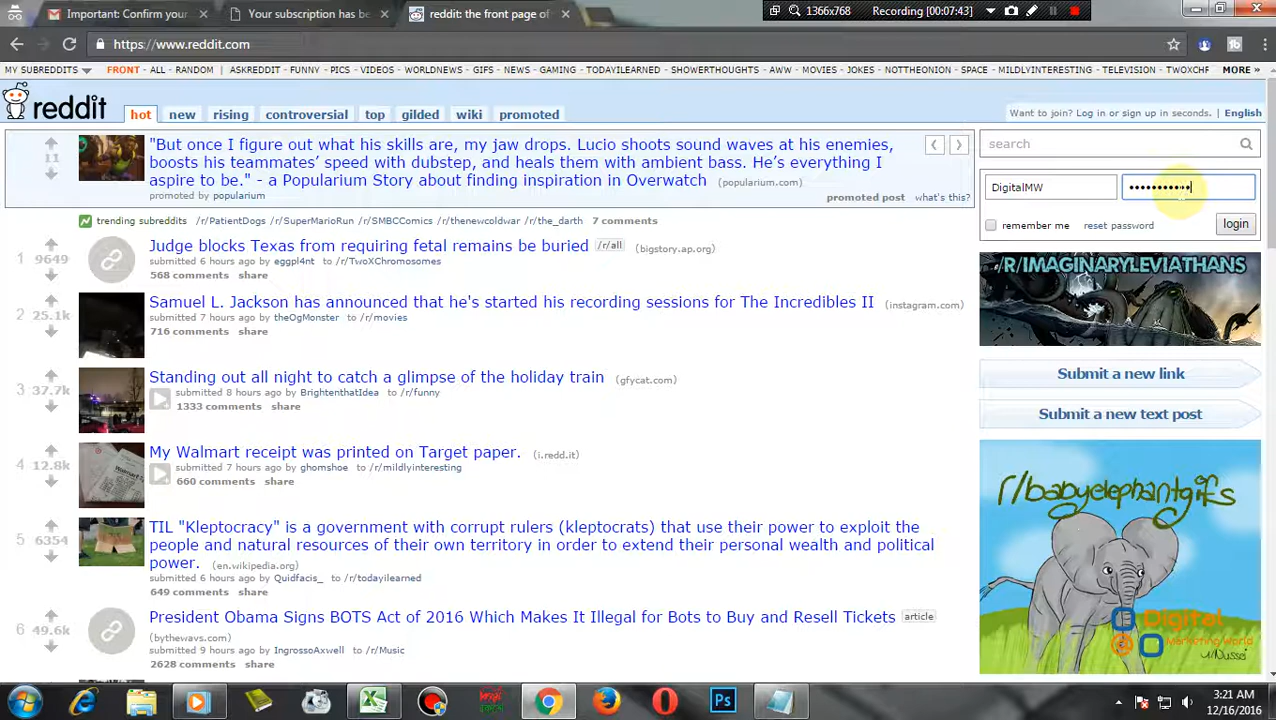 Important: Confirm your
Your subscription has be
reddit: the front page of
1366x768
Recording [00:07:43]
https://www.reddit.com
MY SUBREDDITS
FRONT - ALL - RANDOM | ASKREDDIT - FUNNY - PICS - VIDEOS - WORLDNEWS - GIFS - NEWS - GAMING - TODAYILEARNED - SHOWERTHOUGHTS - AWW - MOVIES - JOKES - NOTTHEONION - SPACE - MILDLYINTERESTING - TELEVISION - TWOXCH
MORE »
reddit
hot
new
rising
controversial
top
gilded
wiki
promoted
Want to join? Log in or sign up in seconds. | English
11
"But once I figure out what his skills are, my jaw drops. Lucio shoots sound waves at his enemies,
boosts his teammates’ speed with dubstep, and heals them with ambient bass. He’s everything I
aspire to be." - a Popularium Story about finding inspiration in Overwatch (popularium.com)
promoted by popularium
promoted post what's this?
trending subreddits /r/PatientDogs /r/SuperMarioRun /r/SMBCComics /r/thenewcoldwar /r/the_darth 7 comments
1
9649
Judge blocks Texas from requiring fetal remains be buried /r/all (bigstory.ap.org)
submitted 6 hours ago by eggpl4nt to /r/TwoXChromosomes
568 comments share
2
25.1k
Samuel L. Jackson has announced that he's started his recording sessions for The Incredibles II (instagram.com)
submitted 7 hours ago by theOgMonster to /r/movies
716 comments share
3
37.7k
Standing out all night to catch a glimpse of the holiday train (gfycat.com)
submitted 8 hours ago by BrightenthatIdea to /r/funny
1333 comments share
4
12.8k
My Walmart receipt was printed on Target paper. (i.redd.it)
submitted 7 hours ago by ghomshoe to /r/mildlyinteresting
660 comments share
5
6354
TIL "Kleptocracy" is a government with corrupt rulers (kleptocrats) that use their power to exploit the
people and natural resources of their own territory in order to extend their personal wealth and political
power. (en.wikipedia.org)
submitted 6 hours ago by Quidfacis_ to /r/todayilearned
649 comments share
6
49.6k
President Obama Signs BOTS Act of 2016 Which Makes It Illegal for Bots to Buy and Resell Tickets article
(bythewavs.com)
submitted 9 hours ago by IngrossoAxwell to /r/Music
2628 comments share
search
DigitalMW
••••••••••••
remember me
reset password
login
/R/IMAGINARYLEVIATHANS
Submit a new link
Submit a new text post
r/babyelephantgifs
Digital
Marketing world
u/Nussei
Ps
3:21 AM
12/16/2016